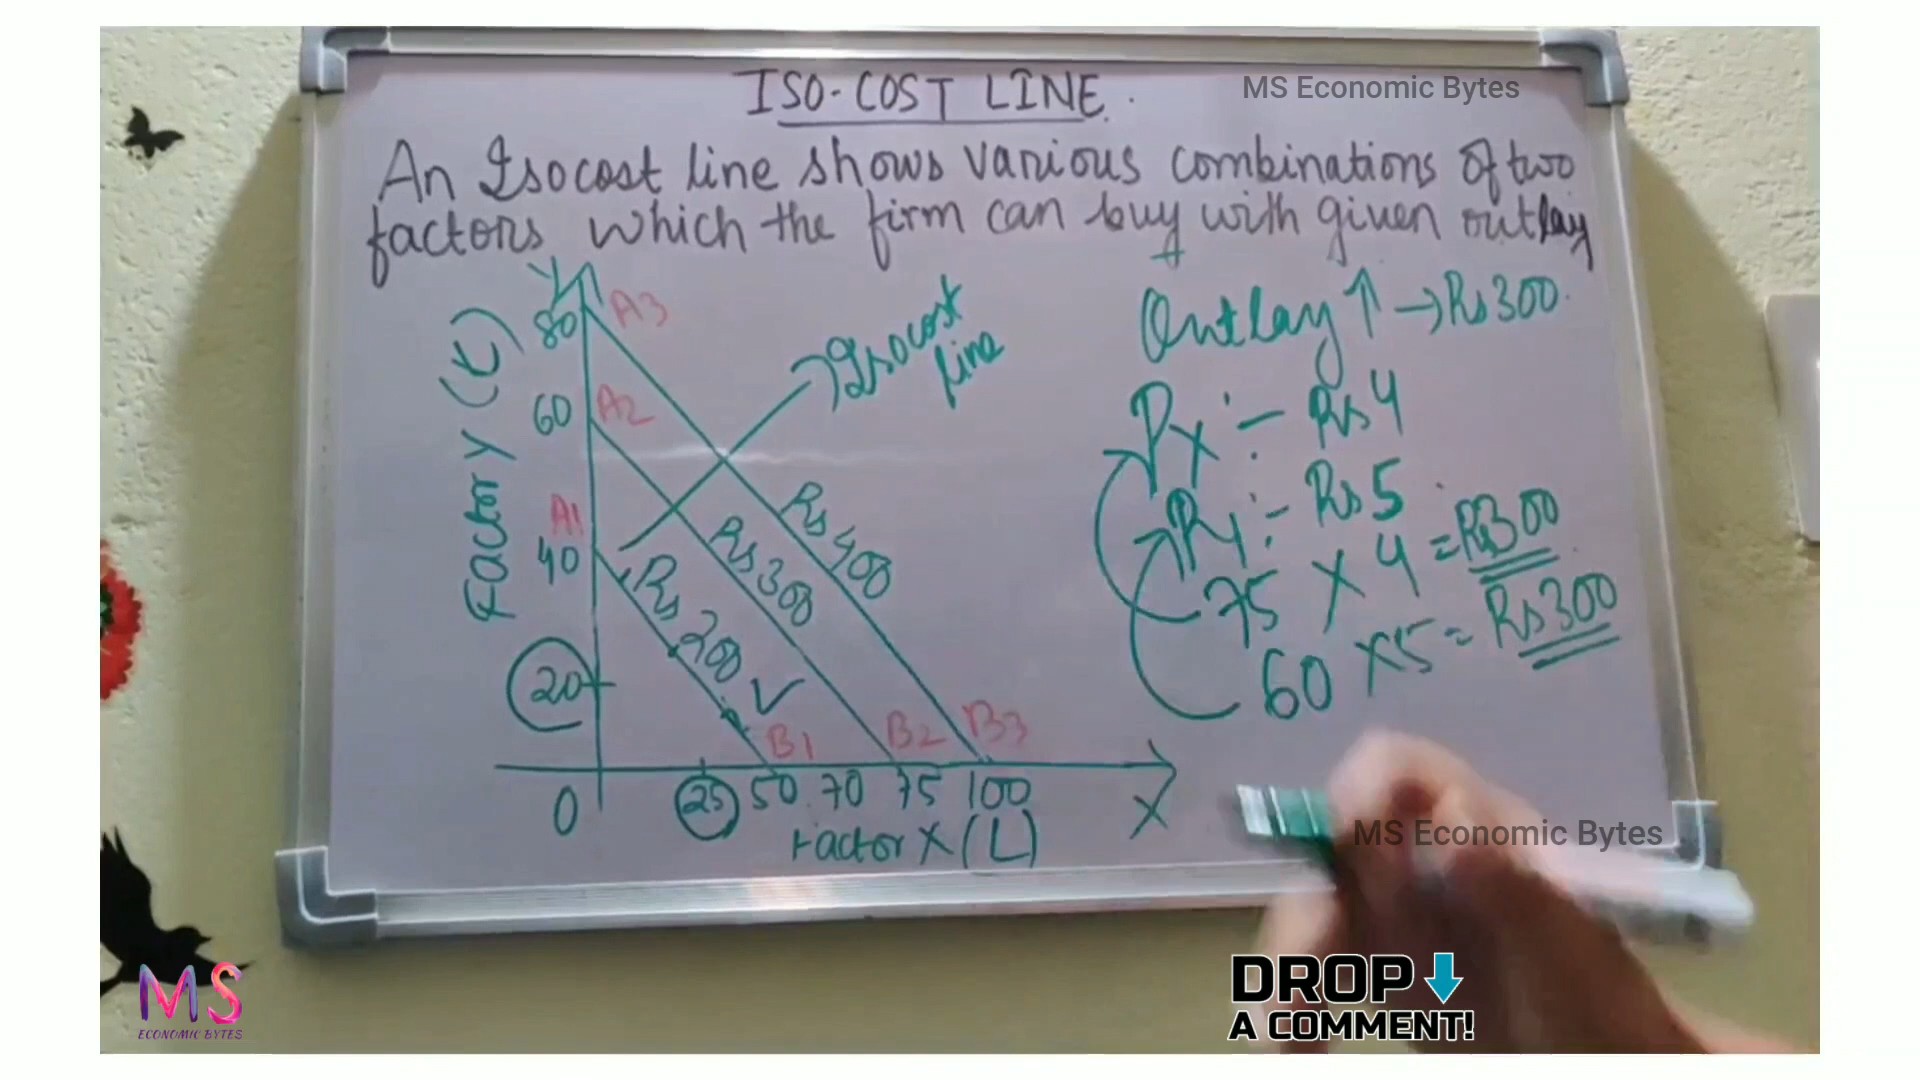 ISO-COST LINE.
MS Economic Bytes
An Isocost line shows various combinations of two
factors which the firm can buy with given outlay
Y
80
A3
60
A2
A1
40
20
0
Factor Y (K)
Isocost
line
Rs 400
Rs 300
Rs 200
B1
B2
B3
25 50 70 75 100
X
Factor X (L)
Outlay ↑ → Rs 300
Px :- Rs 4
Py :- Rs 5
75 X 4 = Rs 300
60 X 5 = Rs 300
MS Economic Bytes
DROP
A COMMENT!
MS
ECONOMIC BYTES